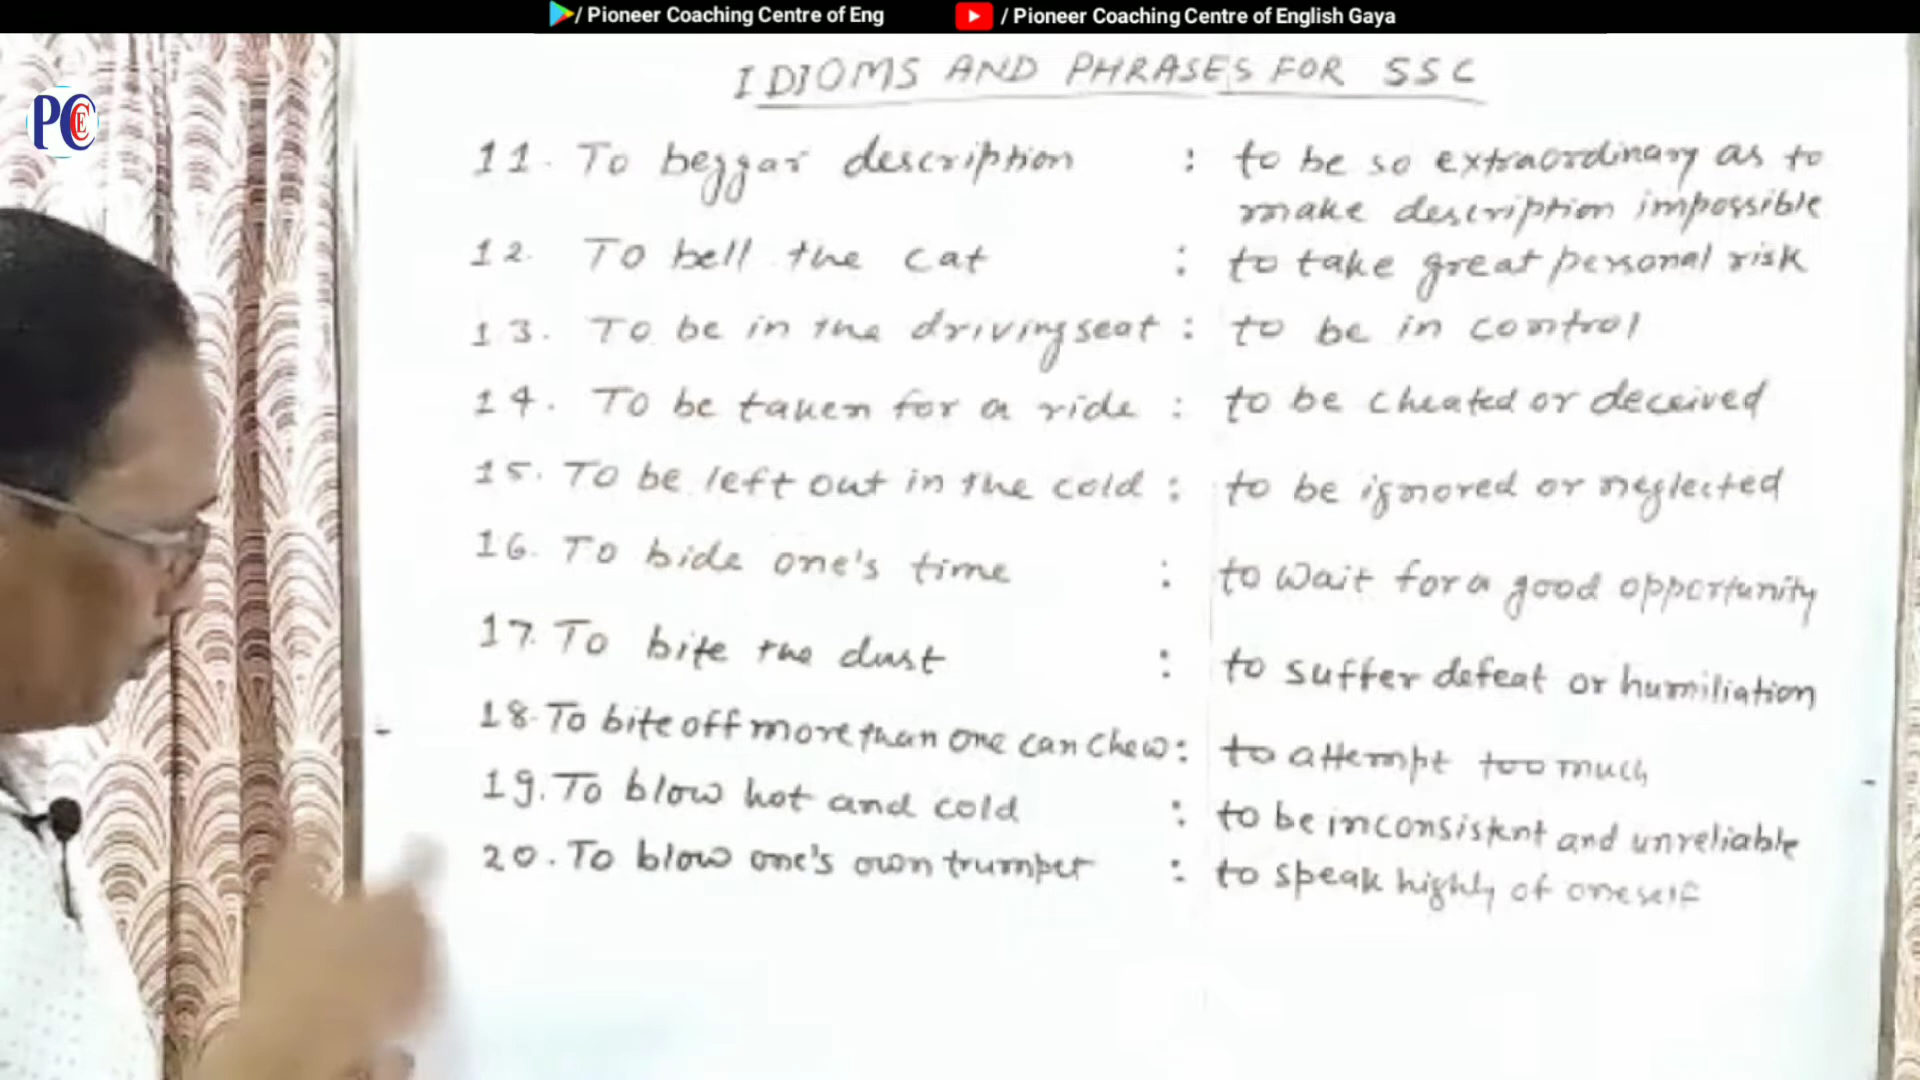 / Pioneer Coaching Centre of Eng
/ Pioneer Coaching Centre of English Gaya
PCCE
IDIOMS AND PHRASES FOR SSC
11. To beggar description : to be so extraordinary as to
make description impossible
12. To bell the cat : to take great personal risk
13. To be in the driving seat : to be in control
14. To be taken for a ride : to be cheated or deceived
15. To be left out in the cold : to be ignored or neglected
16. To bide one's time : to wait for a good opportunity
17. To bite the dust : to suffer defeat or humiliation
18. To bite off more than one can chew : to attempt too much
19. To blow hot and cold : to be inconsistent and unreliable
20. To blow one's own trumpet : to speak highly of oneself